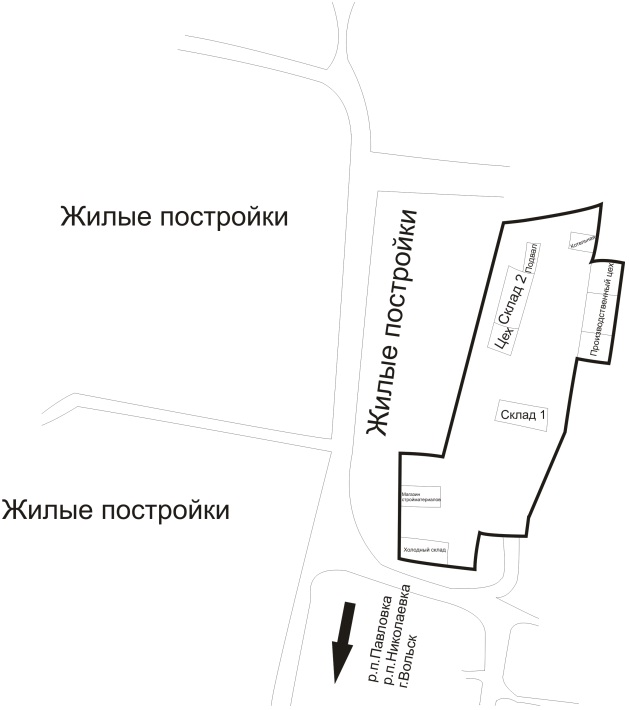 Жилые постройки
Жилые постройки
Котельная
Подвал
Склад 2
Цех
Производственный цех
Склад 1
Магазин
стройматериалов
Жилые постройки
Холодный склад
р.п.Павловка
р.п.Николаевка
г.Вольск